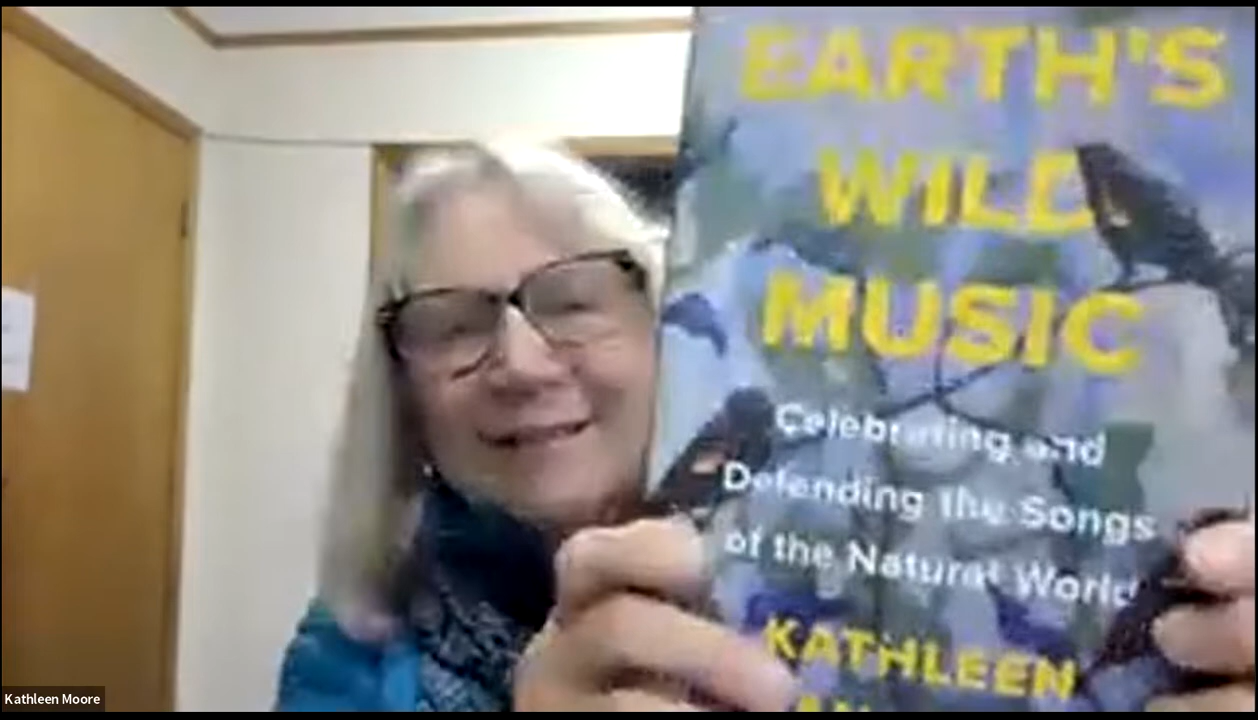 EARTH'S
WILD
MUSIC
Celebrating and
Defending the Songs
of the Natural World
KATHLEEN
Kathleen Moore